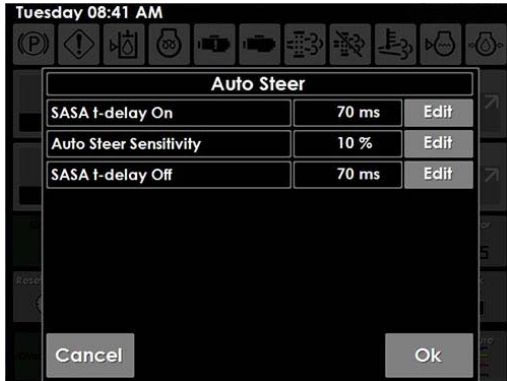 Tuesday 08:41 AM
Auto Steer
SASA t-delay On 70 ms Edit
Auto Steer Sensitivity 10 % Edit
SASA t-delay Off 70 ms Edit
Rese
Cancel Ok